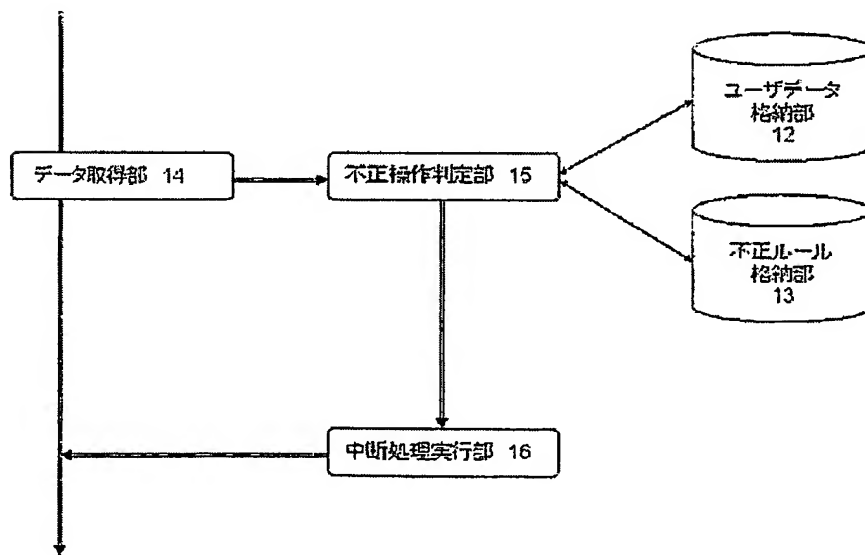 ユーザデータ
格納部
12
データ取得部 14
不正操作判定部 15
不正ルール
格納部
13
中断処理実行部 16